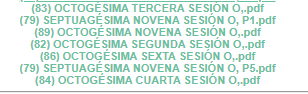 (83) OCTOGÉSIMA TERCERA SESIÓN O,.pdf
(79) SEPTUAGÉSIMA NOVENA SESIÓN O, P1.pdf
(89) OCTOGÉSIMA NOVENA SESIÓN O,.pdf
(82) OCTOGÉSIMA SEGUNDA SESIÓN O,.pdf
(86) OCTOGÉSIMA SEXTA SESIÓN O,.pdf
(79) SEPTUAGÉSIMA NOVENA SESIÓN O, P5.pdf
(84) OCTOGÉSIMA CUARTA SESIÓN O,.pdf